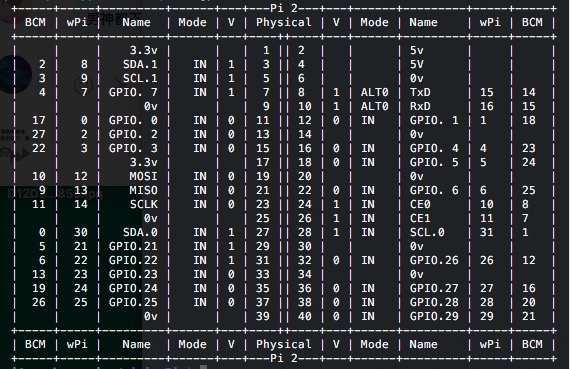 +-----+-----+---------+------+---+---Pi 2---+---+------+---------+-----+-----+
| BCM | wPi |   Name  | Mode | V | Physical | V | Mode | Name    | wPi | BCM |
+-----+-----+---------+------+---+----++----+---+------+---------+-----+-----+
|     |     |    3.3v |      |   |  1 || 2  |   |      | 5v      |     |     |
|   2 |   8 |   SDA.1 |   IN | 1 |  3 || 4  |   |      | 5V      |     |     |
|   3 |   9 |   SCL.1 |   IN | 1 |  5 || 6  |   |      | 0v      |     |     |
|   4 |   7 | GPIO. 7 |   IN | 1 |  7 || 8  | 1 | ALT0 | TxD     | 15  | 14  |
|     |     |      0v |      |   |  9 || 10 | 1 | ALT0 | RxD     | 16  | 15  |
|  17 |   0 | GPIO. 0 |   IN | 0 | 11 || 12 | 0 | IN   | GPIO. 1 | 1   | 18  |
|  27 |   2 | GPIO. 2 |   IN | 0 | 13 || 14 |   |      | 0v      |     |     |
|  22 |   3 | GPIO. 3 |   IN | 0 | 15 || 16 | 0 | IN   | GPIO. 4 | 4   | 23  |
|     |     |    3.3v |      |   | 17 || 18 | 0 | IN   | GPIO. 5 | 5   | 24  |
|  10 |  12 |    MOSI |   IN | 0 | 19 || 20 |   |      | 0v      |     |     |
|   9 |  13 |    MISO |   IN | 0 | 21 || 22 | 0 | IN   | GPIO. 6 | 6   | 25  |
|  11 |  14 |    SCLK |   IN | 0 | 23 || 24 | 1 | IN   | CE0     | 10  | 8   |
|     |     |      0v |      |   | 25 || 26 | 1 | IN   | CE1     | 11  | 7   |
|   0 |  30 |   SDA.0 |   IN | 1 | 27 || 28 | 1 | IN   | SCL.0   | 31  | 1   |
|   5 |  21 | GPIO.21 |   IN | 1 | 29 || 30 |   |      | 0v      |     |     |
|   6 |  22 | GPIO.22 |   IN | 1 | 31 || 32 | 0 | IN   | GPIO.26 | 26  | 12  |
|  13 |  23 | GPIO.23 |   IN | 0 | 33 || 34 |   |      | 0v      |     |     |
|  19 |  24 | GPIO.24 |   IN | 0 | 35 || 36 | 0 | IN   | GPIO.27 | 27  | 16  |
|  26 |  25 | GPIO.25 |   IN | 0 | 37 || 38 | 0 | IN   | GPIO.28 | 28  | 20  |
|     |     |      0v |      |   | 39 || 40 | 0 | IN   | GPIO.29 | 29  | 21  |
+-----+-----+---------+------+---+----++----+---+------+---------+-----+-----+
| BCM | wPi |   Name  | Mode | V | Physical | V | Mode | Name    | wPi | BCM |
+-----+-----+---------+------+---+---Pi 2---+---+------+---------+-----+-----+